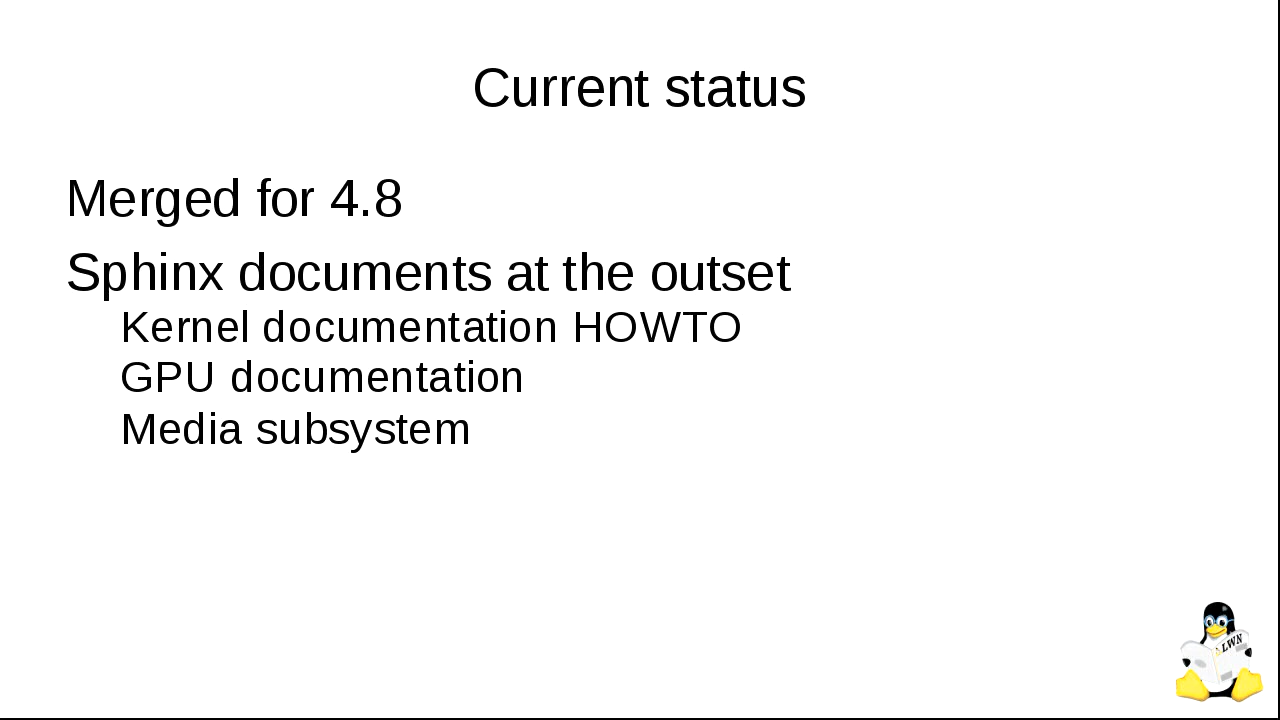 Current status
Merged for 4.8
Sphinx documents at the outset
Kernel documentation HOWTO
GPU documentation
Media subsystem
LWN